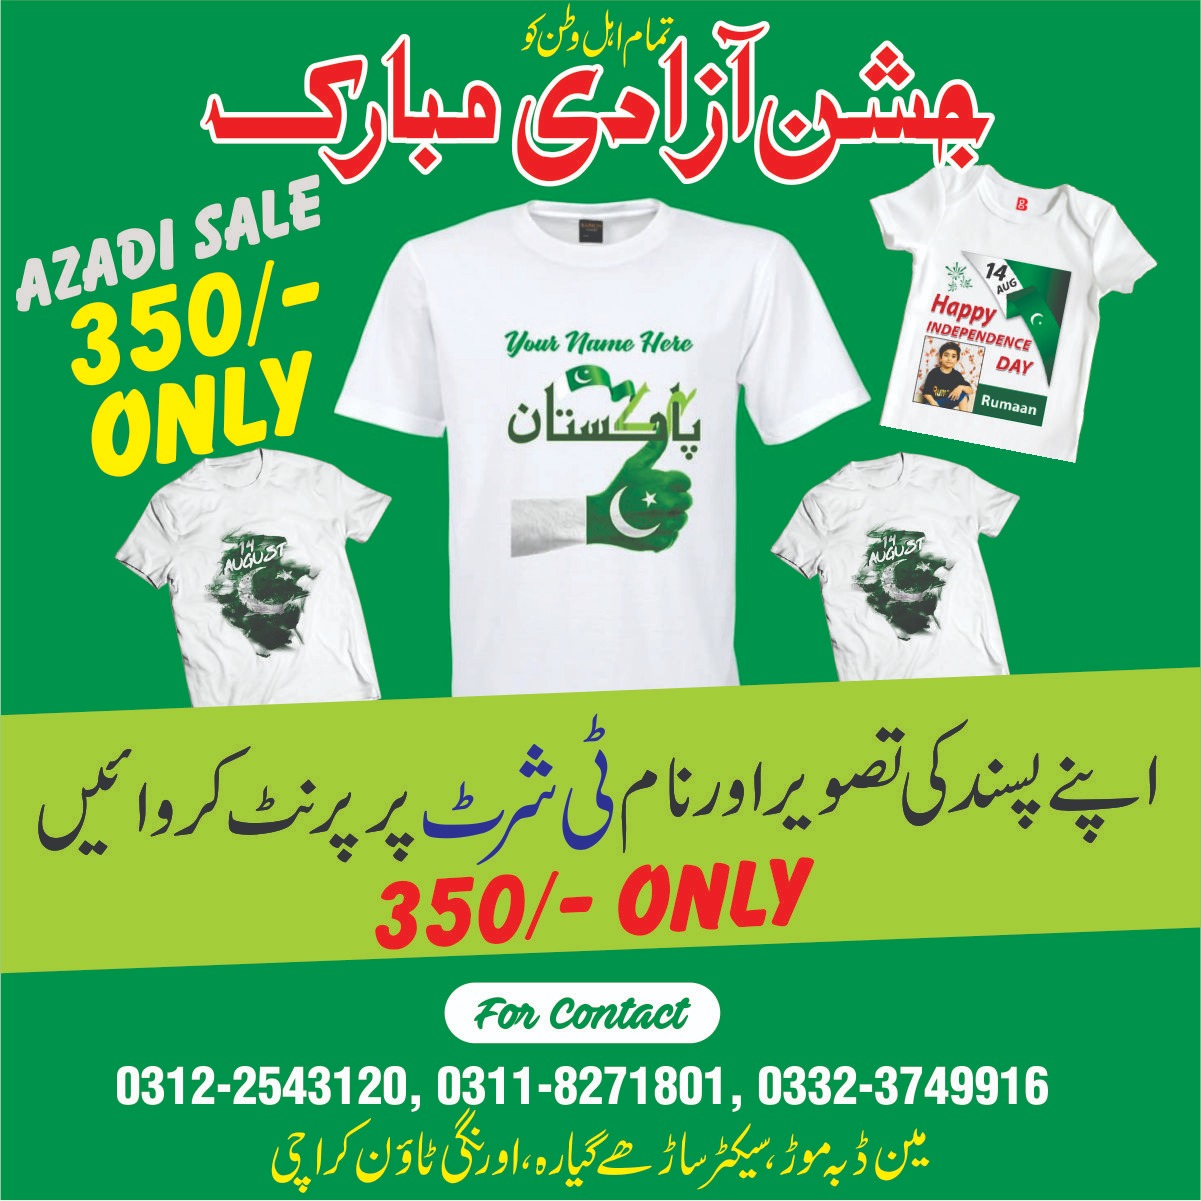 تمام اہل وطن کو
جشن آزادی مبارک
AZADI SALE
350/-
ONLY
Your Name Here
پاکستان
14
AUG
Happy
INDEPENDENCE
DAY
Rumaan
14
AUGUST
14
AUGUST
اپنے پسند کی تصویر اور نام ٹی شرٹ پر پرنٹ کروائیں
350/- ONLY
For Contact
0312-2543120, 0311-8271801, 0332-3749916
مین ڈبہ موڑ، سیکٹر ساڑھے گیارہ، اورنگی ٹاؤن کراچی